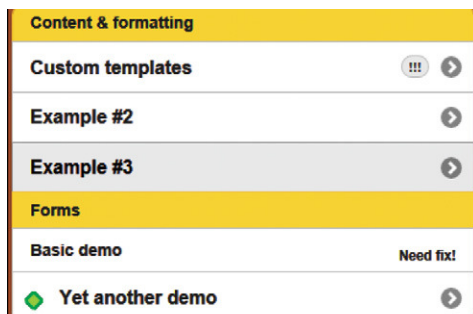 Content & formatting
Custom templates !!!
Example #2
Example #3
Forms
Basic demo Need fix!
Yet another demo